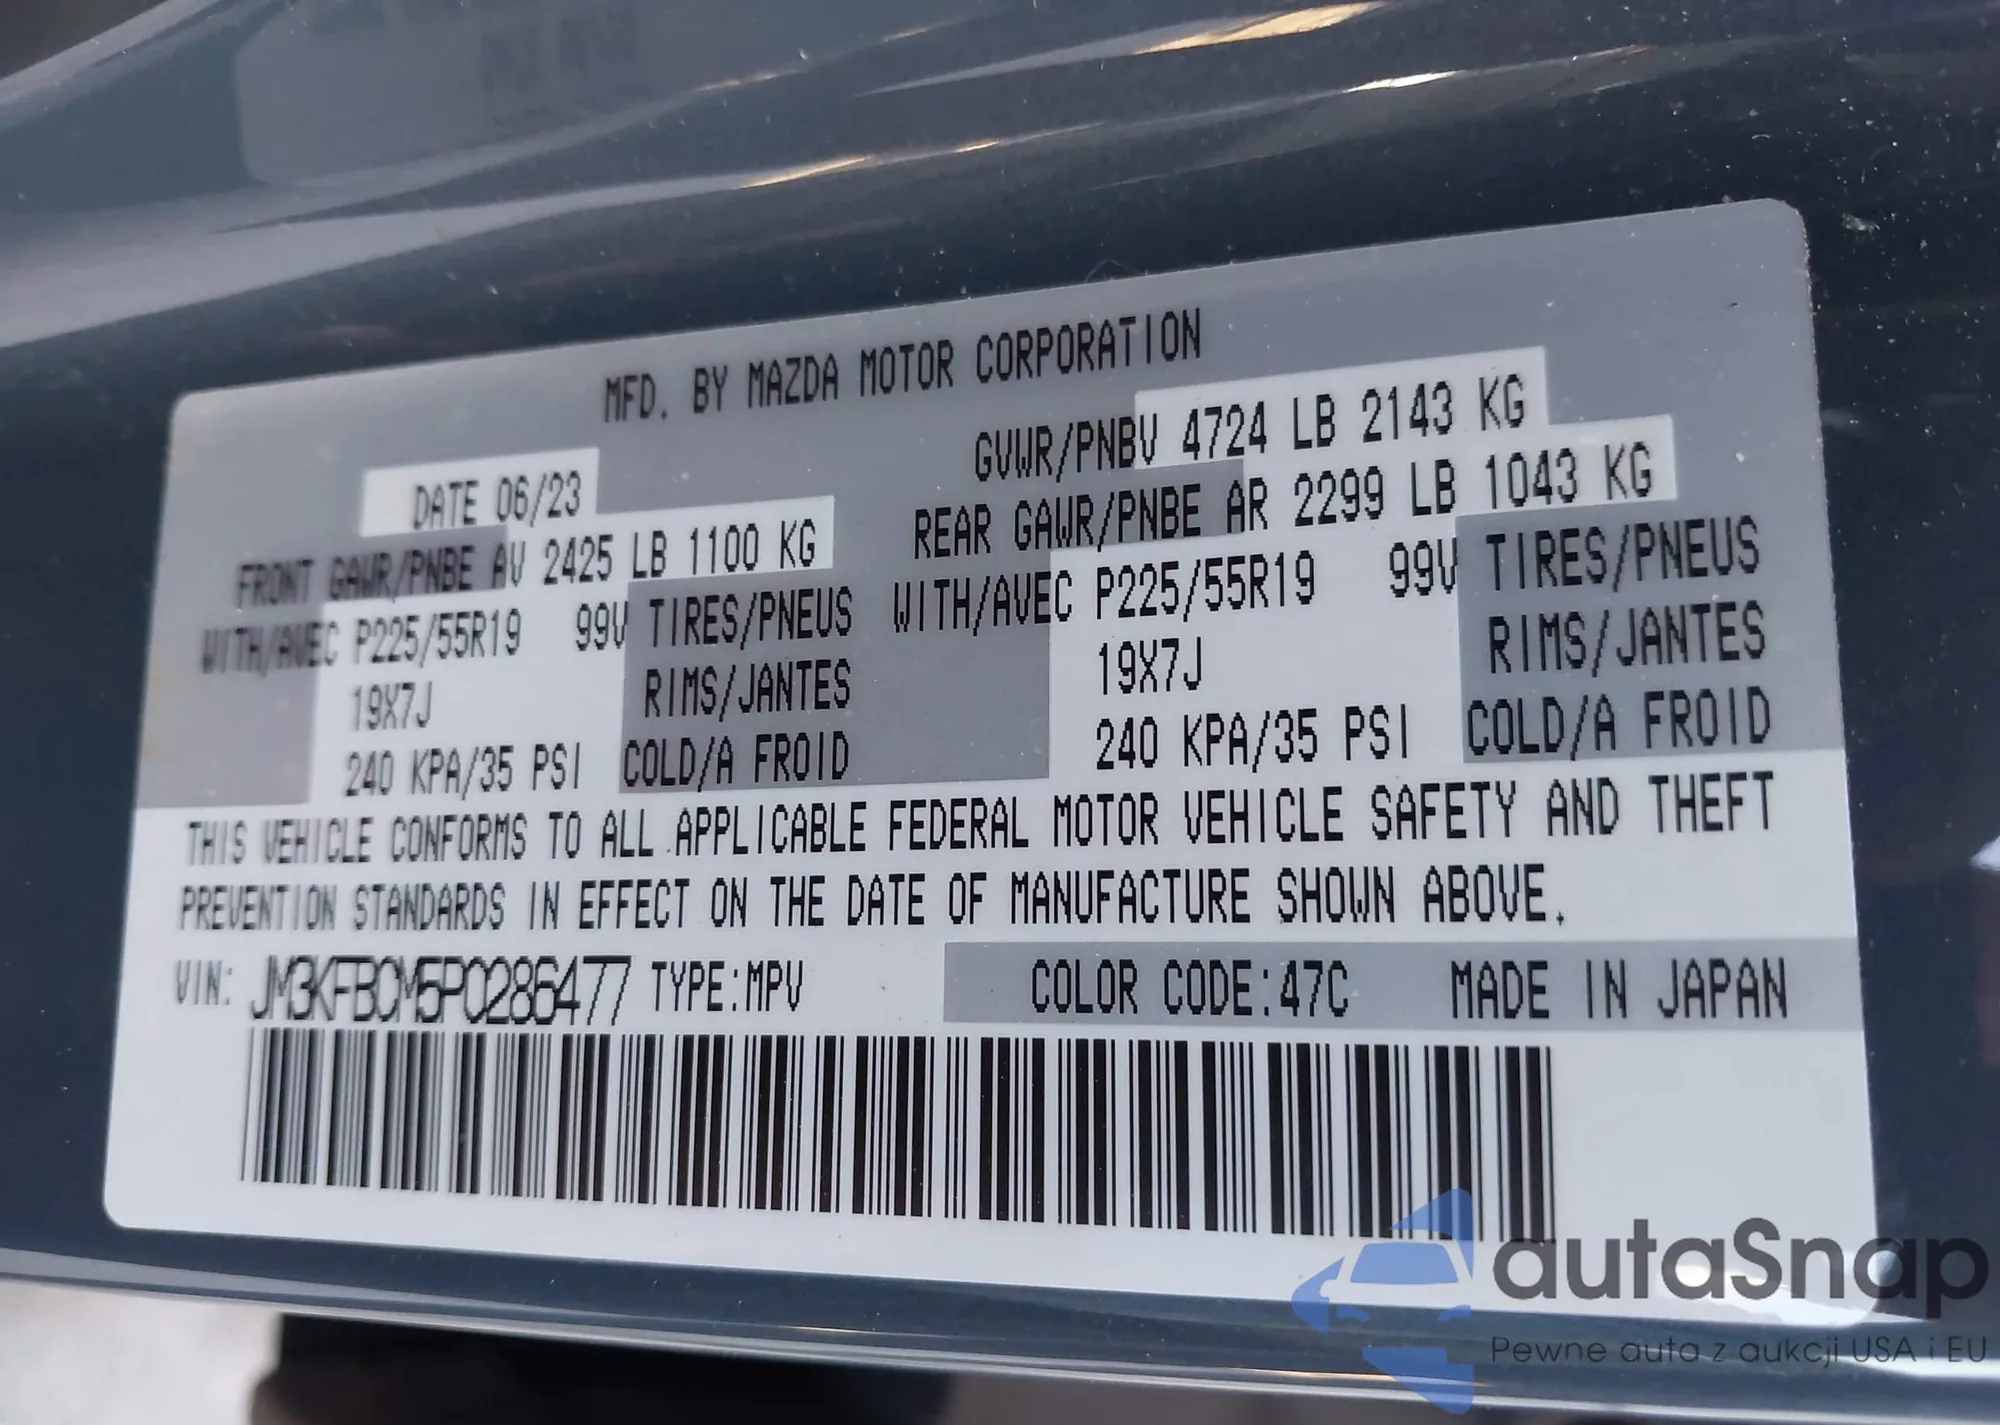 MFD. BY MAZDA MOTOR CORPORATION
DATE 06/23
GVWR/PNBV 4724 LB 2143 KG
FRONT GAWR/PNBE AV 2425 LB 1100 KG
REAR GAWR/PNBE AR 2299 LB 1043 KG
WITH/AVEC P225/55R19 99V TIRES/PNEUS
WITH/AVEC P225/55R19 99V TIRES/PNEUS
19X7J RIMS/JANTES
19X7J RIMS/JANTES
240 KPA/35 PSI COLD/A FROID
240 KPA/35 PSI COLD/A FROID
THIS VEHICLE CONFORMS TO ALL APPLICABLE FEDERAL MOTOR VEHICLE SAFETY AND THEFT
PREVENTION STANDARDS IN EFFECT ON THE DATE OF MANUFACTURE SHOWN ABOVE.
VIN: JM3KFBCM5P0286477 TYPE:MPV COLOR CODE:47C MADE IN JAPAN
autaSnap
Pewne auta z aukcji USA i EU